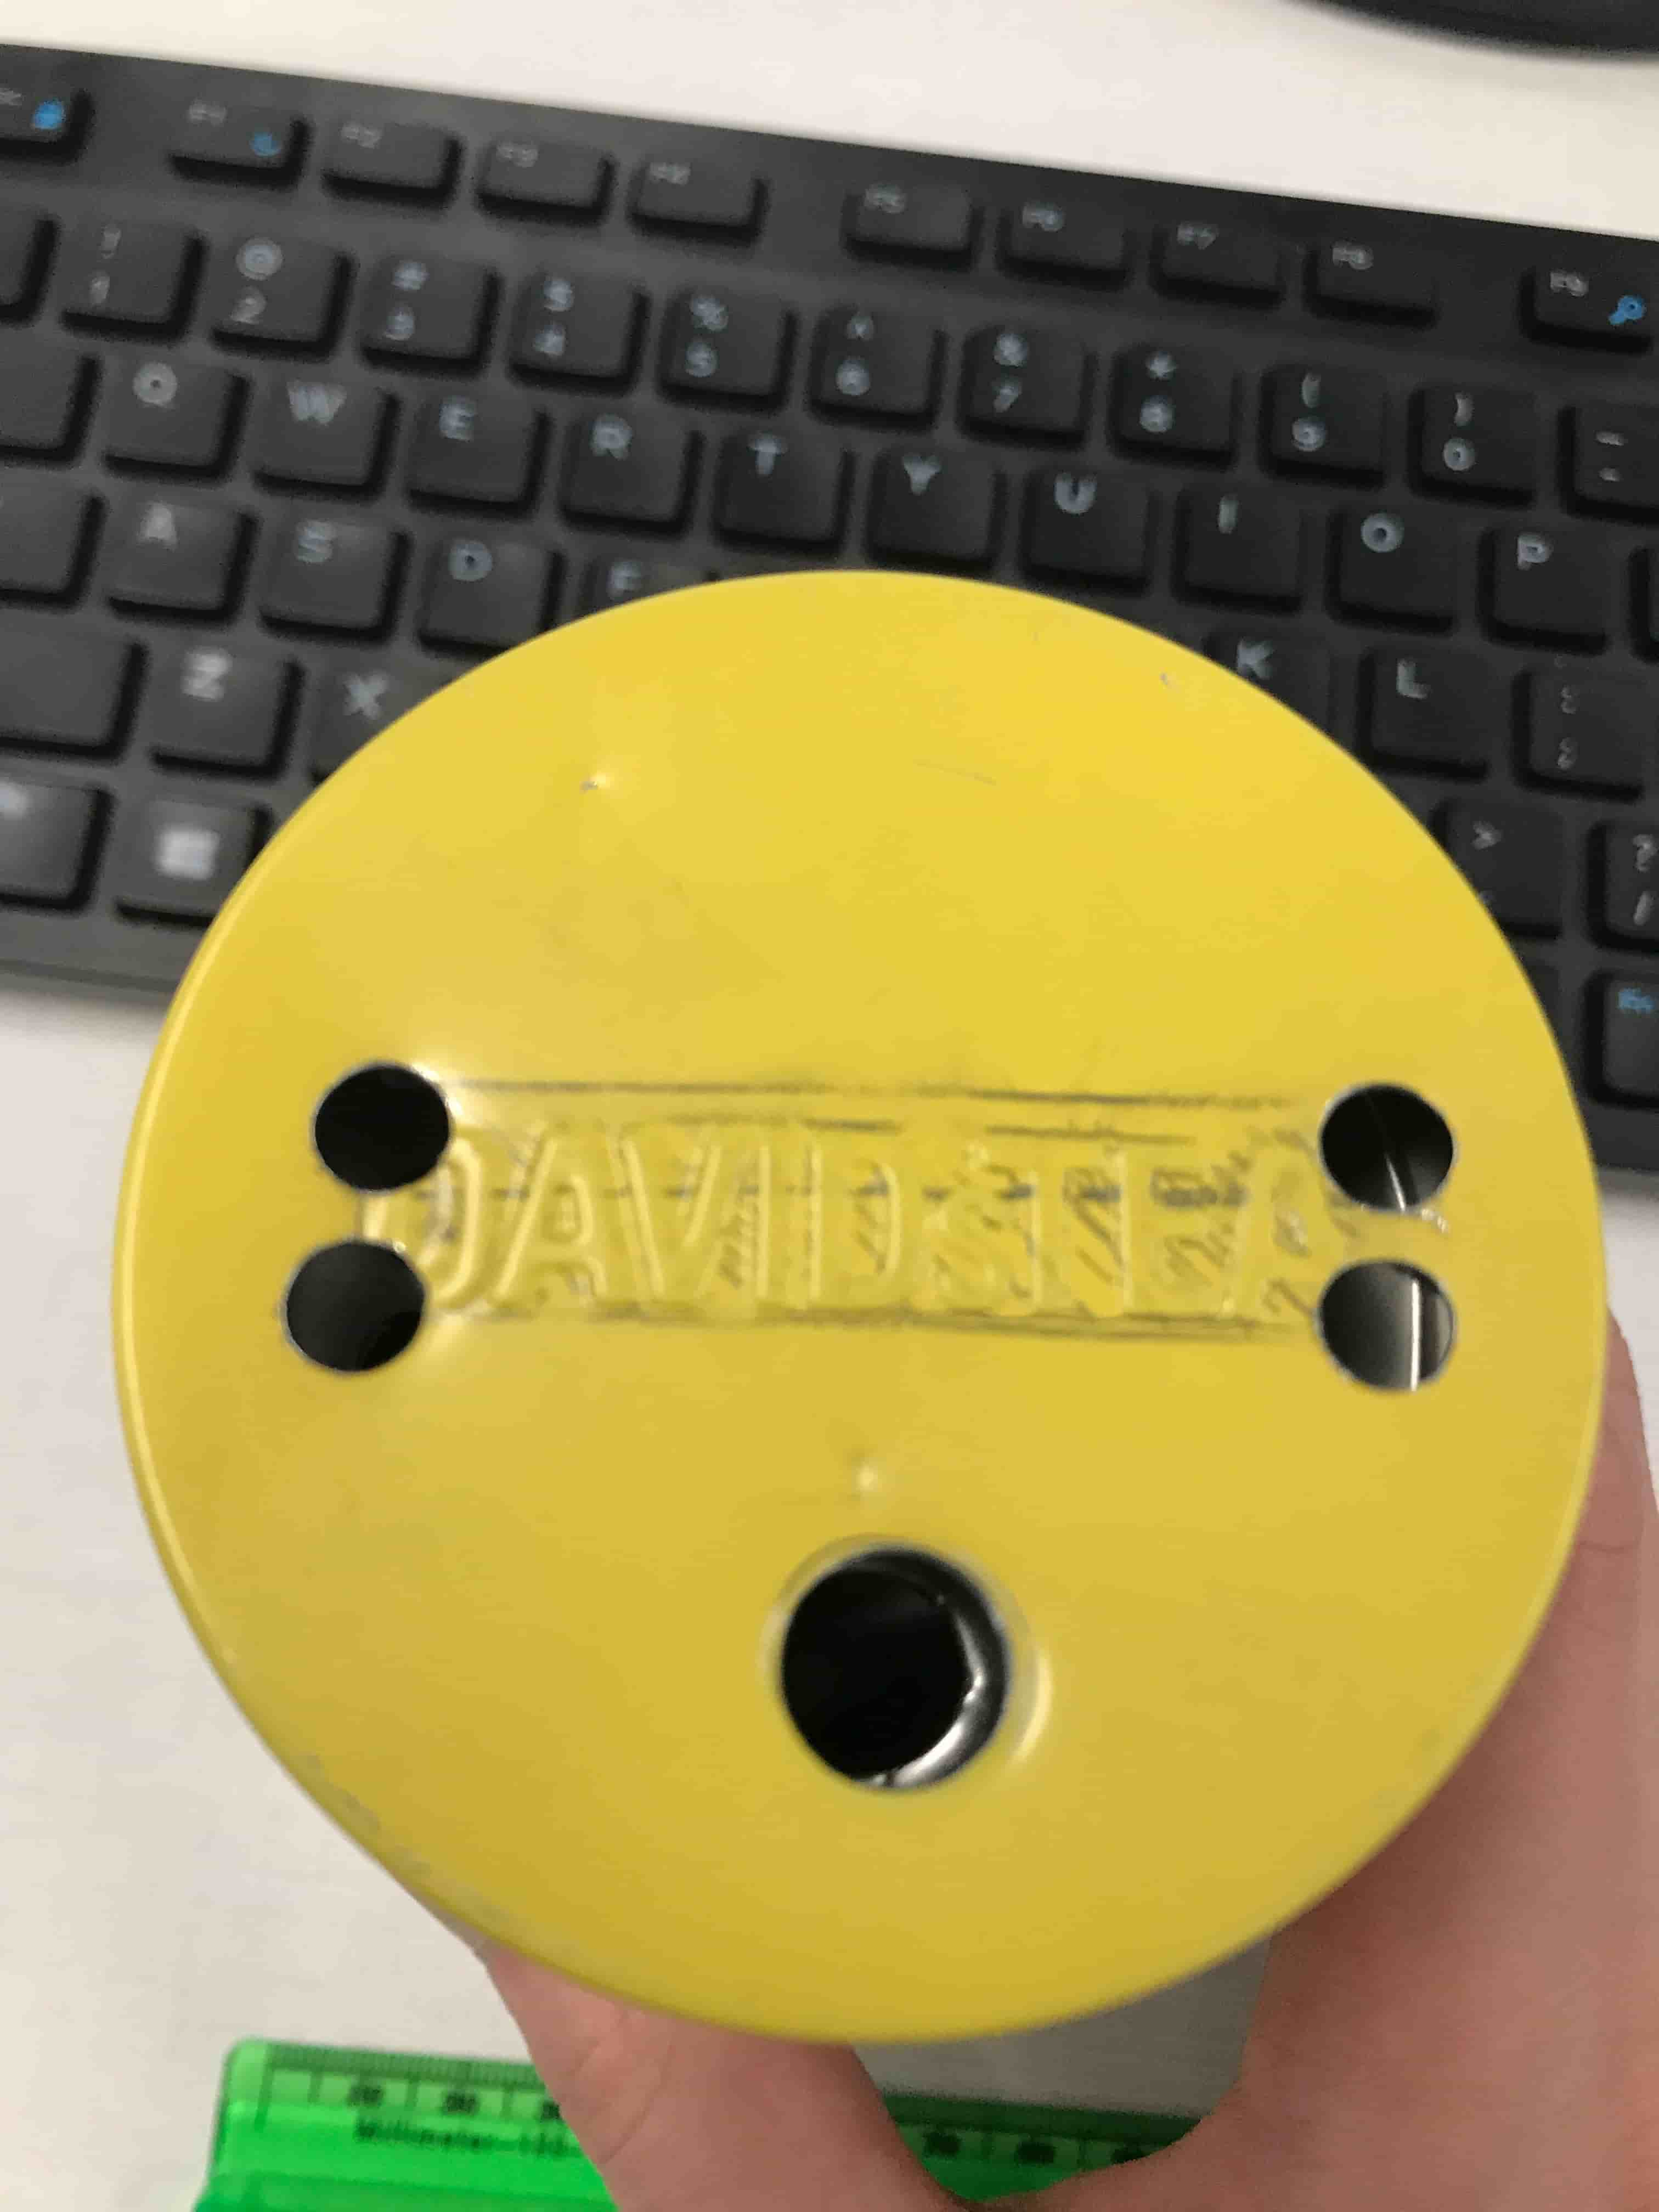 F1 F2 F3 F4 F5 F6 F7 F8 F9
! @ # $ % ^ & * ( )
1 2 3 4 5 6 7 8 9 0
Q W E R T Y U I O P
A S D F K L
Z X
DAVIDSTEA
Millimeter